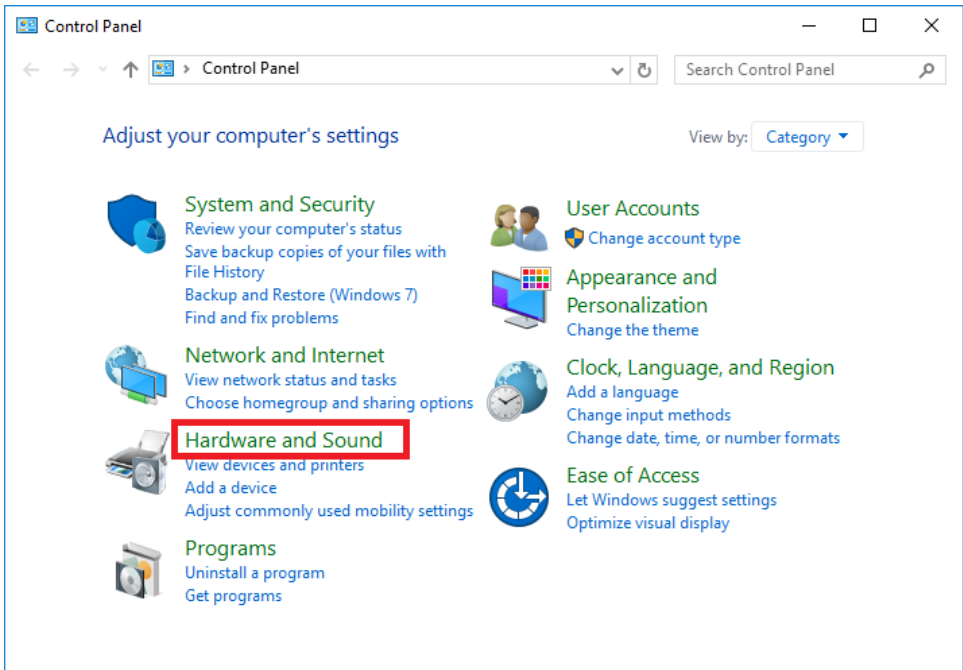 Control Panel
Control Panel
Search Control Panel
Adjust your computer's settings
View by: Category
System and Security
Review your computer's status
Save backup copies of your files with
File History
Backup and Restore (Windows 7)
Find and fix problems
Network and Internet
View network status and tasks
Choose homegroup and sharing options
Hardware and Sound
View devices and printers
Add a device
Adjust commonly used mobility settings
Programs
Uninstall a program
Get programs
User Accounts
Change account type
Appearance and
Personalization
Change the theme
Clock, Language, and Region
Add a language
Change input methods
Change date, time, or number formats
Ease of Access
Let Windows suggest settings
Optimize visual display